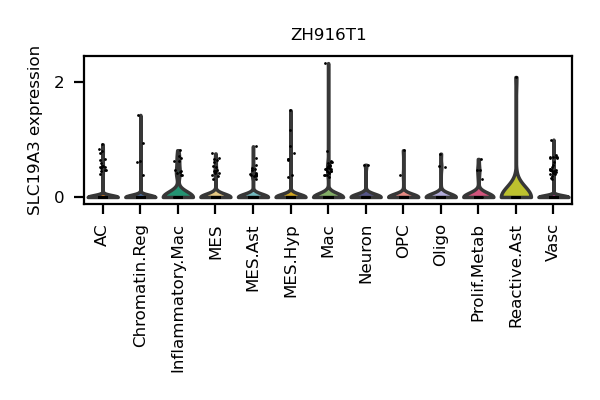 ZH916T1
SLC19A3 expression
2
0
AC
Chromatin.Reg
Inflammatory.Mac
MES
MES.Ast
MES.Hyp
Mac
Neuron
OPC
Oligo
Prolif.Metab
Reactive.Ast
Vasc